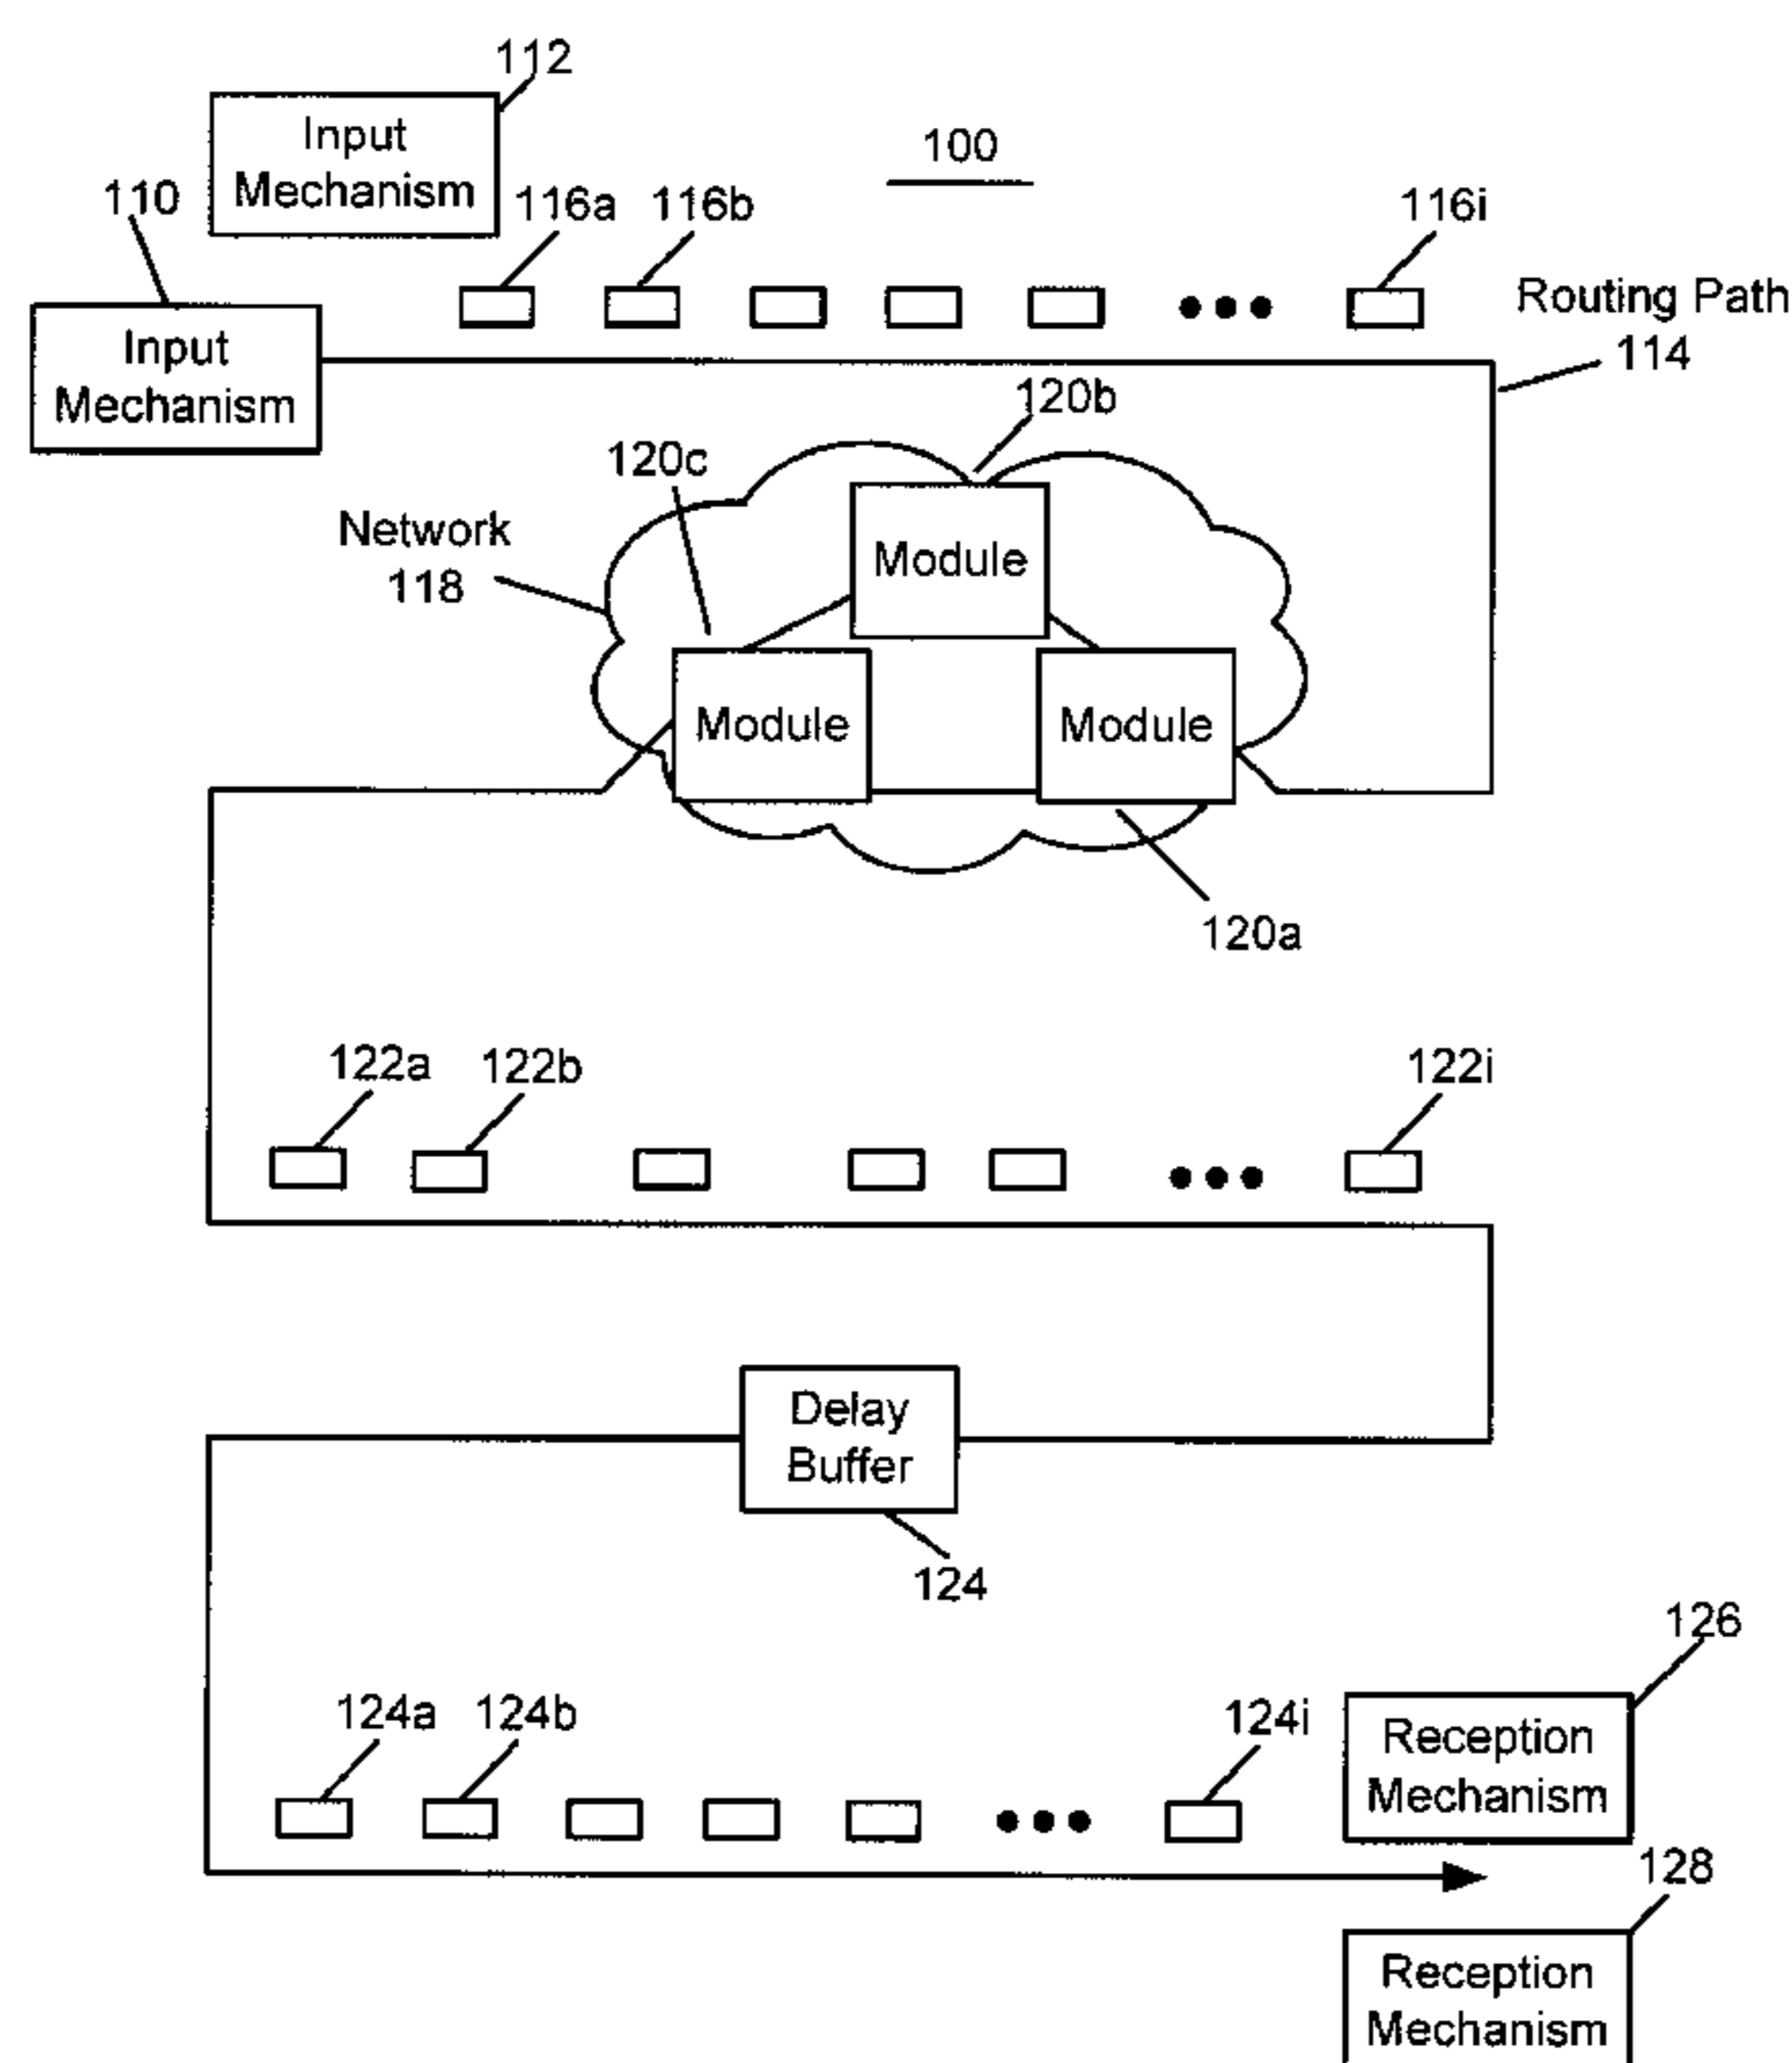 112
Input
Mechanism
100
110
116a
116b
116i
Input
Mechanism
Routing Path
114
120b
120c
Network
118
Module
Module
Module
120a
122a
122b
122i
Delay
Buffer
124
126
124a
124b
124i
Reception
Mechanism
128
Reception
Mechanism